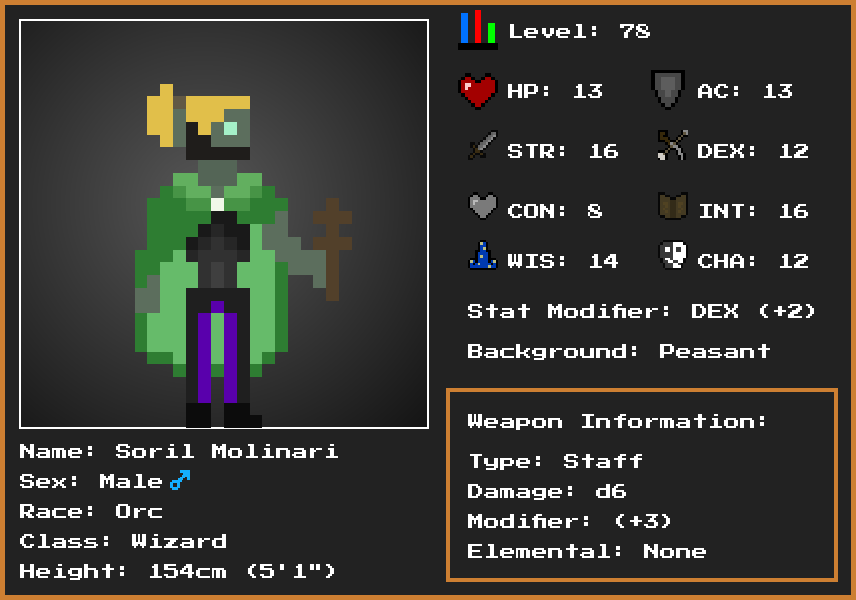 Level: 78
HP: 13
AC: 13
STR: 16
DEX: 12
CON: 8
INT: 16
WIS: 14
CHA: 12
Stat Modifier: DEX (+2)
Background: Peasant
Weapon Information:
Type: Staff
Damage: d6
Modifier: (+3)
Elemental: None
Name: Soril Molinari
Sex: Male♂
Race: Orc
Class: Wizard
Height: 154cm (5'1")